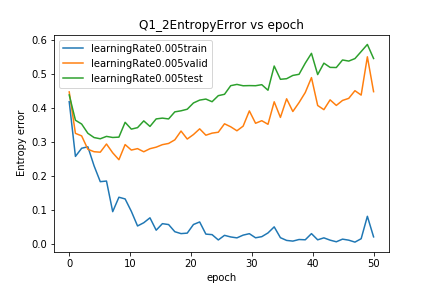 Q1_2EntropyError vs epoch
learningRate0.005train
learningRate0.005valid
learningRate0.005test
Entropy error
0.6
0.5
0.4
0.3
0.2
0.1
0.0
0 10 20 30 40 50
epoch